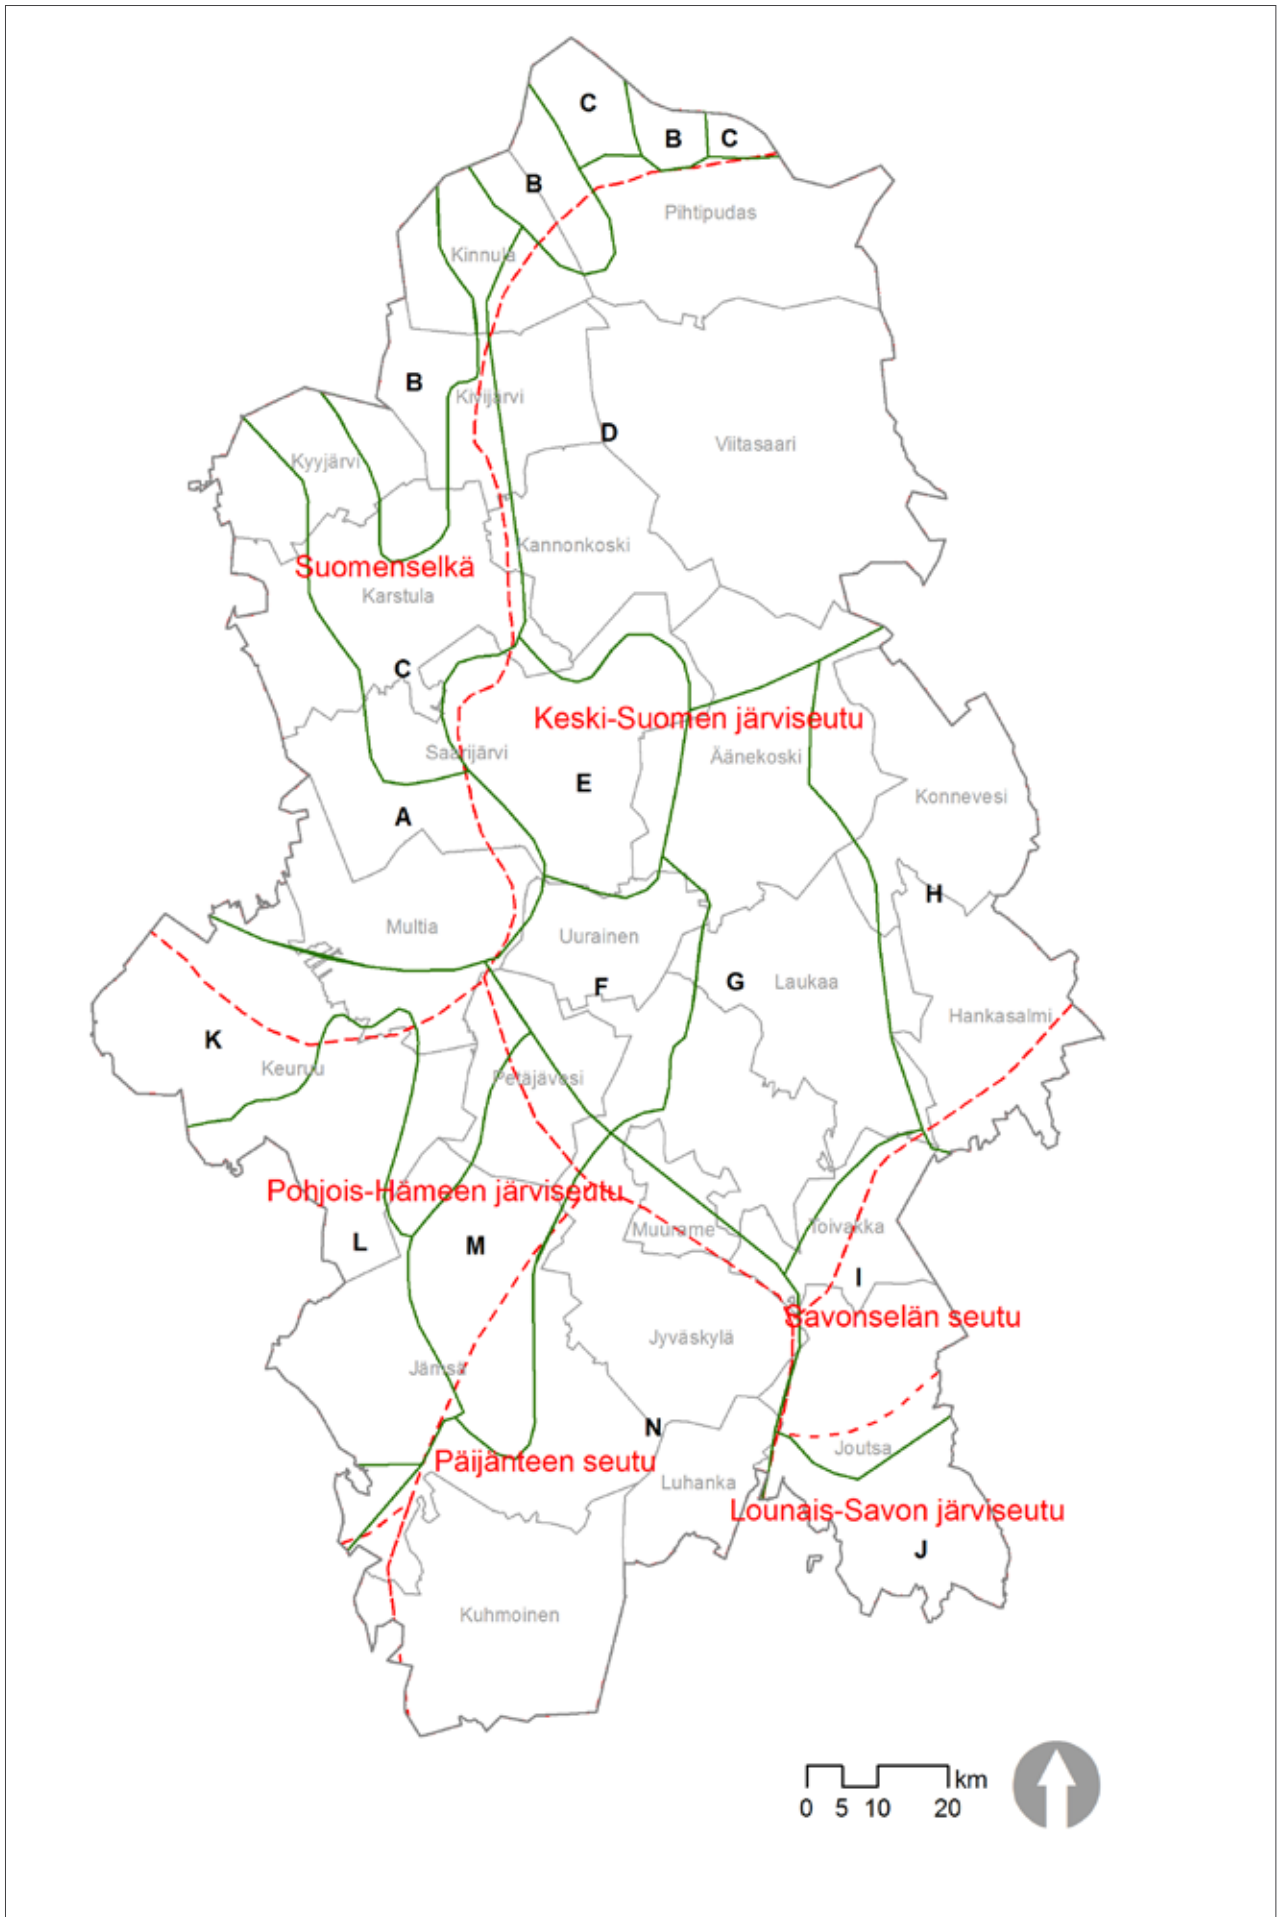 C
B
C
B
Pihtipudas
Kinnula
B
Kivijärvi
D
Viitasaari
Kyyjärvi
Kannonkoski
Suomenselkä
Karstula
C
Keski-Suomen järviseutu
Saarijärvi
Äänekoski
E
Konnevesi
A
H
Multia
Uurainen
F
G
Laukaa
Hankasalmi
K
Keuruu
Petäjävesi
Pohjois-Hämeen järviseutu
Muurame
Toivakka
L
M
I
Savonselän seutu
Jyväskylä
Jämsä
N
Joutsa
Päijänteen seutu
Luhanka
Lounais-Savon järviseutu
J
Kuhmoinen
km
0 5 10 20